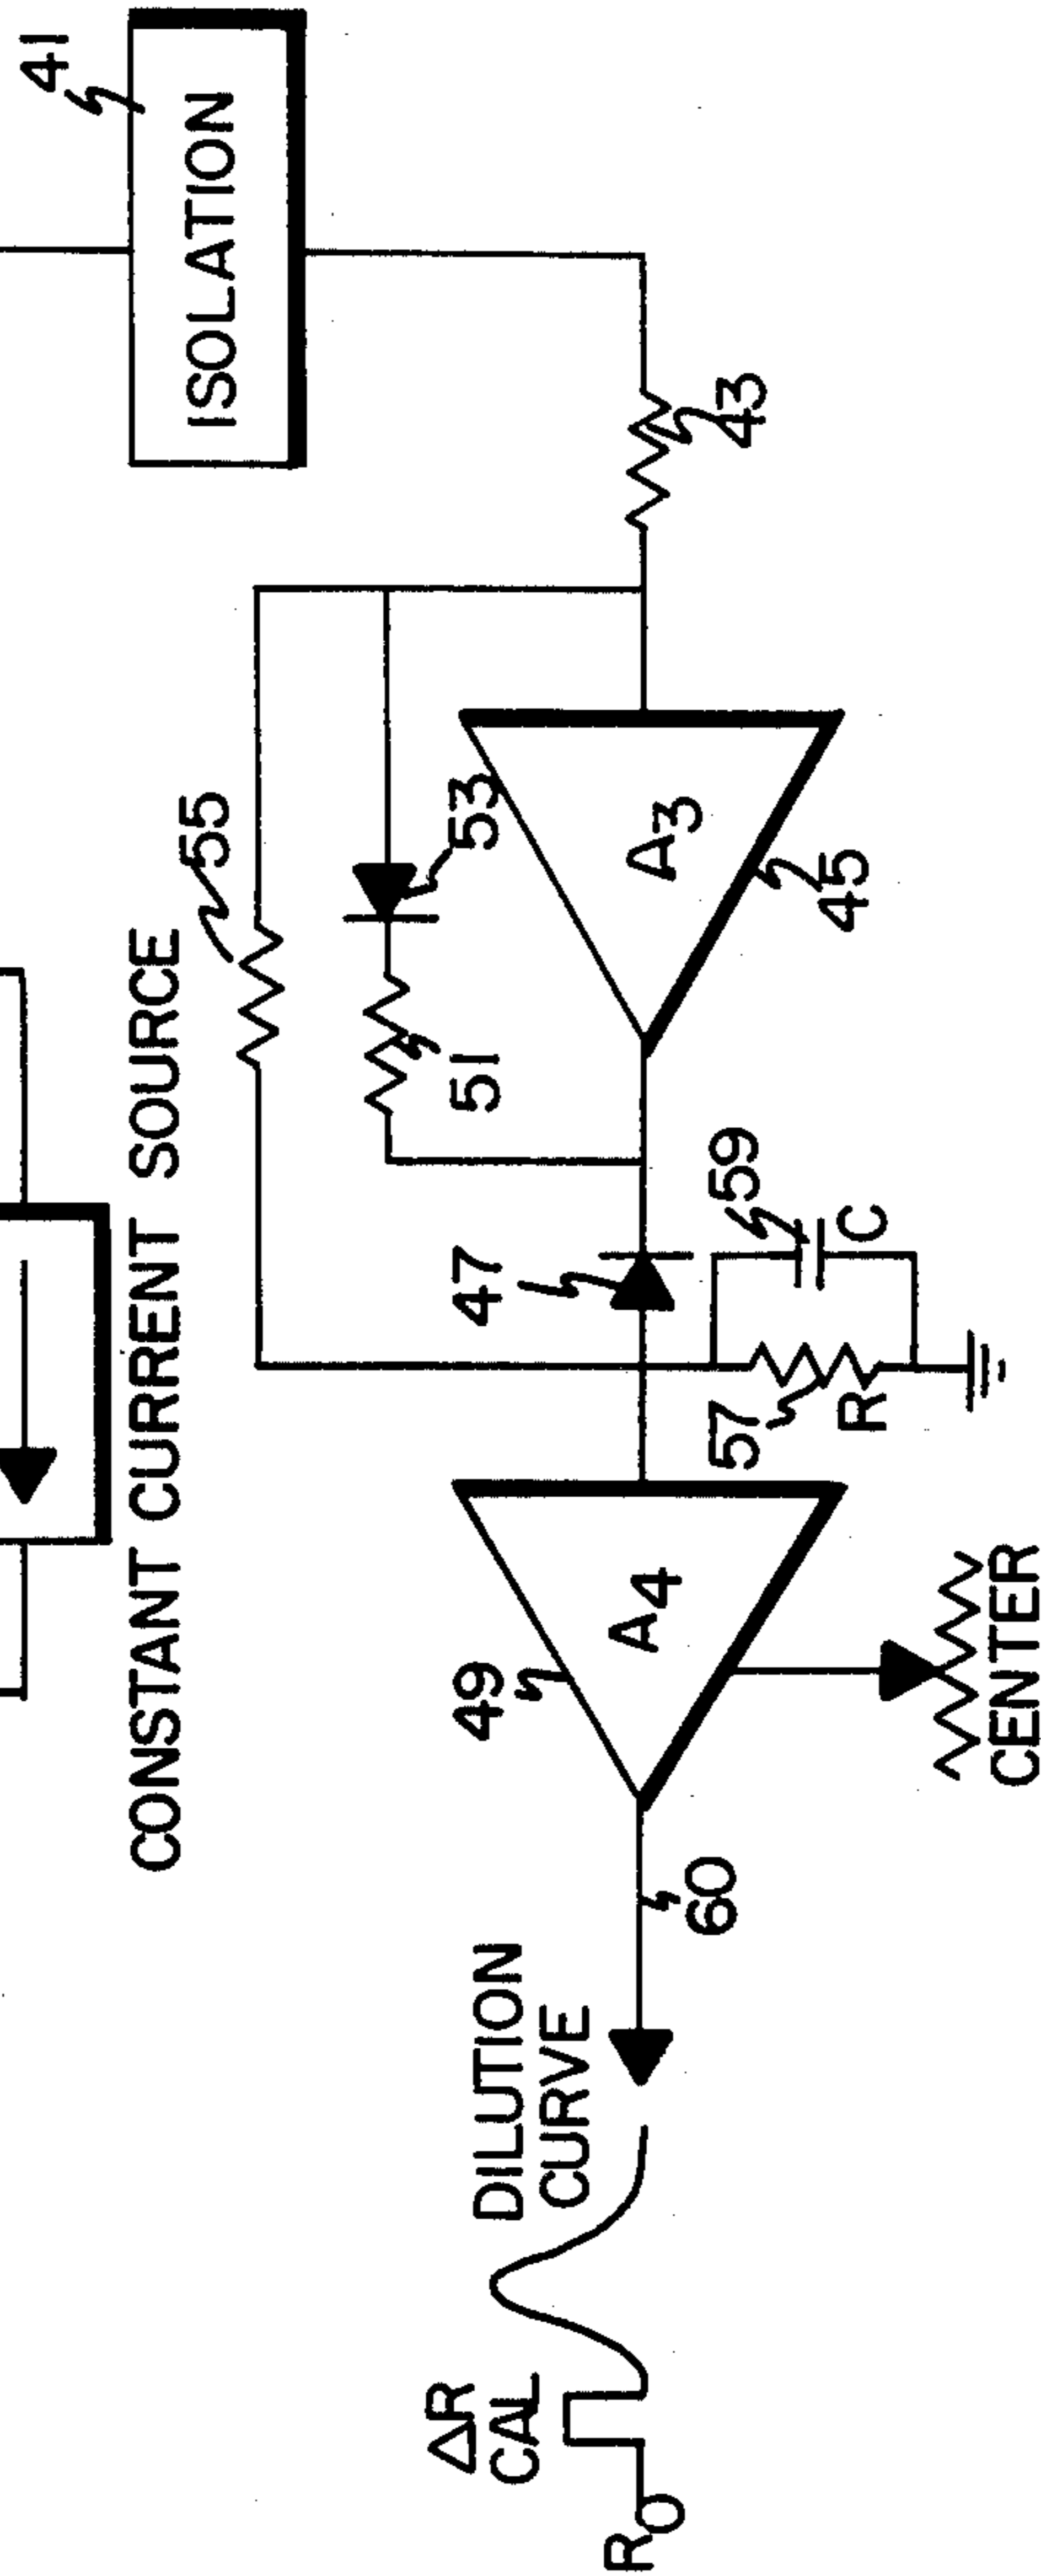 41
ISOLATION
CONSTANT CURRENT SOURCE
55
53
51
43
A3
45
47
59
C
57
R
49
A4
CENTER
60
DILUTION
CURVE
ΔR
CAL
RO